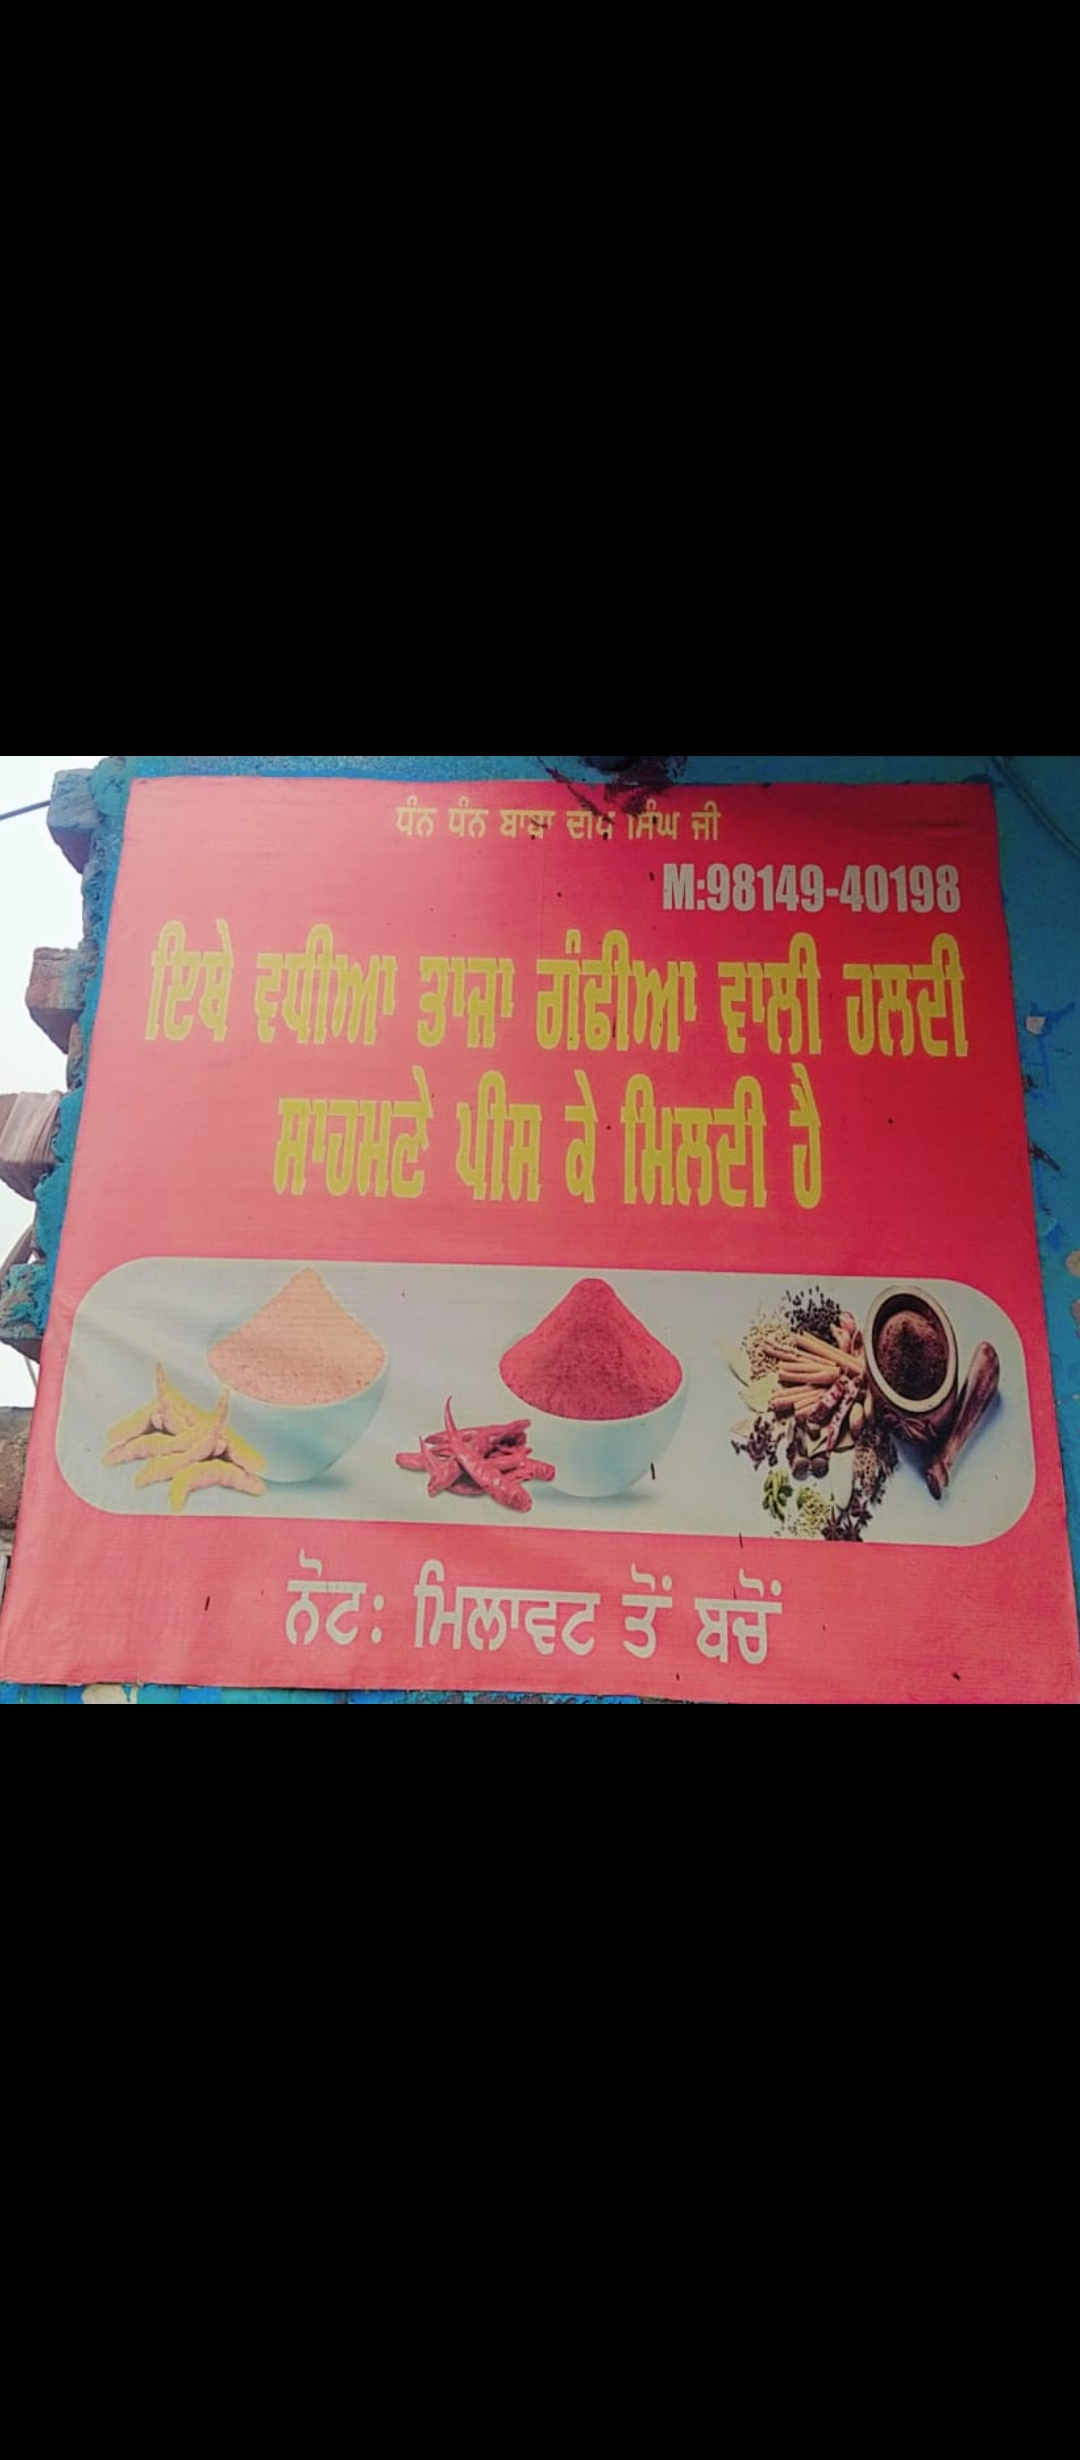 ਧੰਨ ਧੰਨ ਬਾਬਾ ਦੀਪ ਸਿੰਘ ਜੀ
M:98149-40198
ਇਥੇ ਵਧੀਆ ਤਾਜਾ ਗੰਢੀਆ ਵਾਲੀ ਹਲਦੀ
ਸਾਹਮਣੇ ਪੀਸ ਕੇ ਮਿਲਦੀ ਹੈ
ਨੋਟ: ਮਿਲਾਵਟ ਤੋਂ ਬਚੋਂ